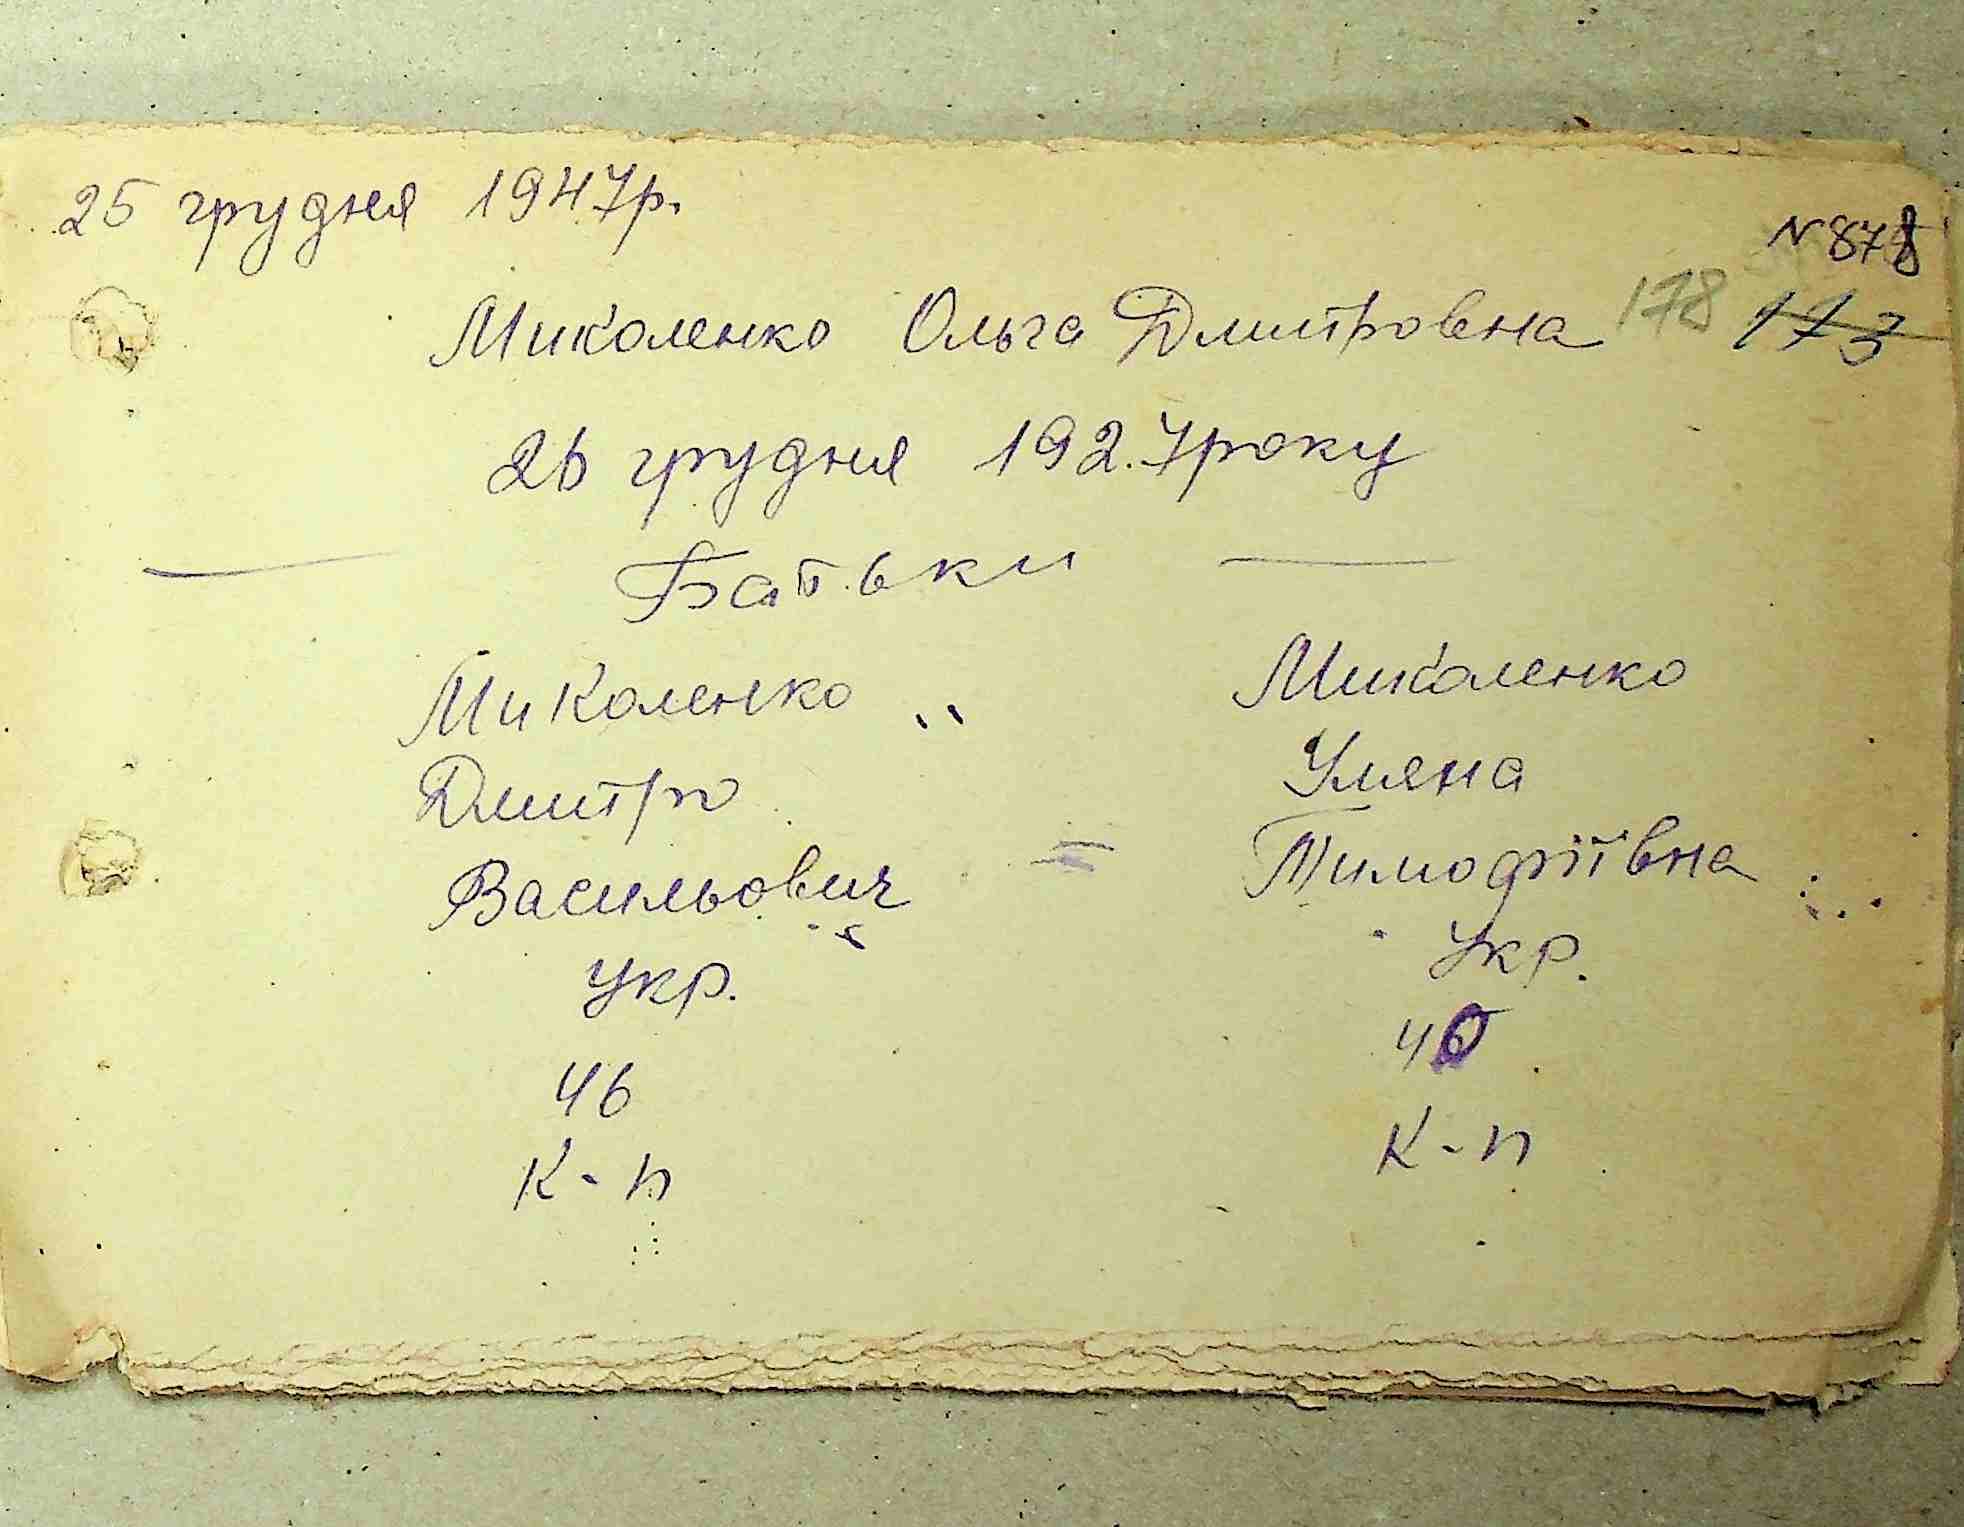 25 грудня 1947р.
N 878
Миколенко Ольга Дмитровна 178 173
26 грудня 1927 року
Батьки
Миколенко Миколенко
Дмитро Уляна
Васильович Тимофіївна
укр. Укр.
46 40
К-п К-п